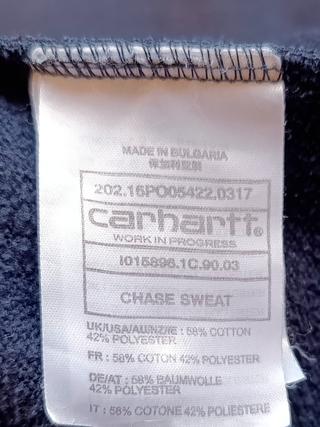 MADE IN BULGARIA
保加利亞製
202.16PO05422.0317
carhartt®
WORK IN PROGRESS
I015896.1C.90.03
CHASE SWEAT
UK/USA/AU/NZ/IE : 58% COTTON
42% POLYESTER
FR : 58% COTON 42% POLYESTER
DE/AT : 58% BAUMWOLLE
42% POLYESTER
IT : 58% COTONE 42% POLIESTERE